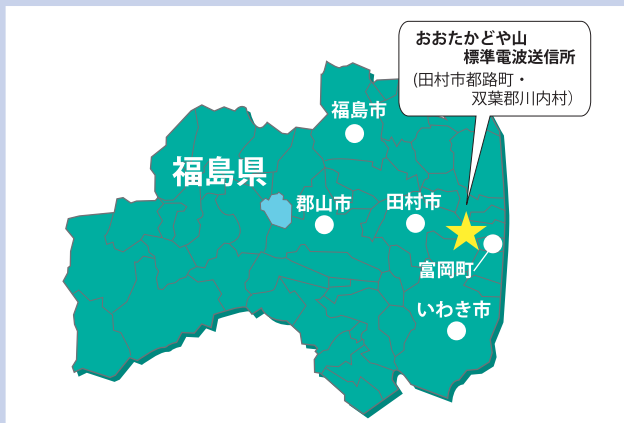 おおたかどや山
標準電波送信所
(田村市都路町・
双葉郡川内村）
福島市
福島県
郡山市
田村市
富岡町
いわき市